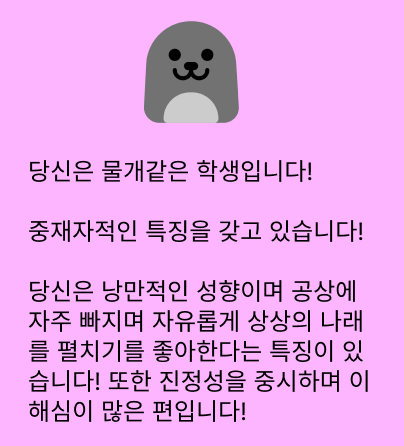 당신은 물개같은 학생입니다!
중재자적인 특징을 갖고 있습니다!
당신은 낭만적인 성향이며 공상에
자주 빠지며 자유롭게 상상의 나래
를 펼치기를 좋아한다는 특징이 있
습니다! 또한 진정성을 중시하며 이
해심이 많은 편입니다!